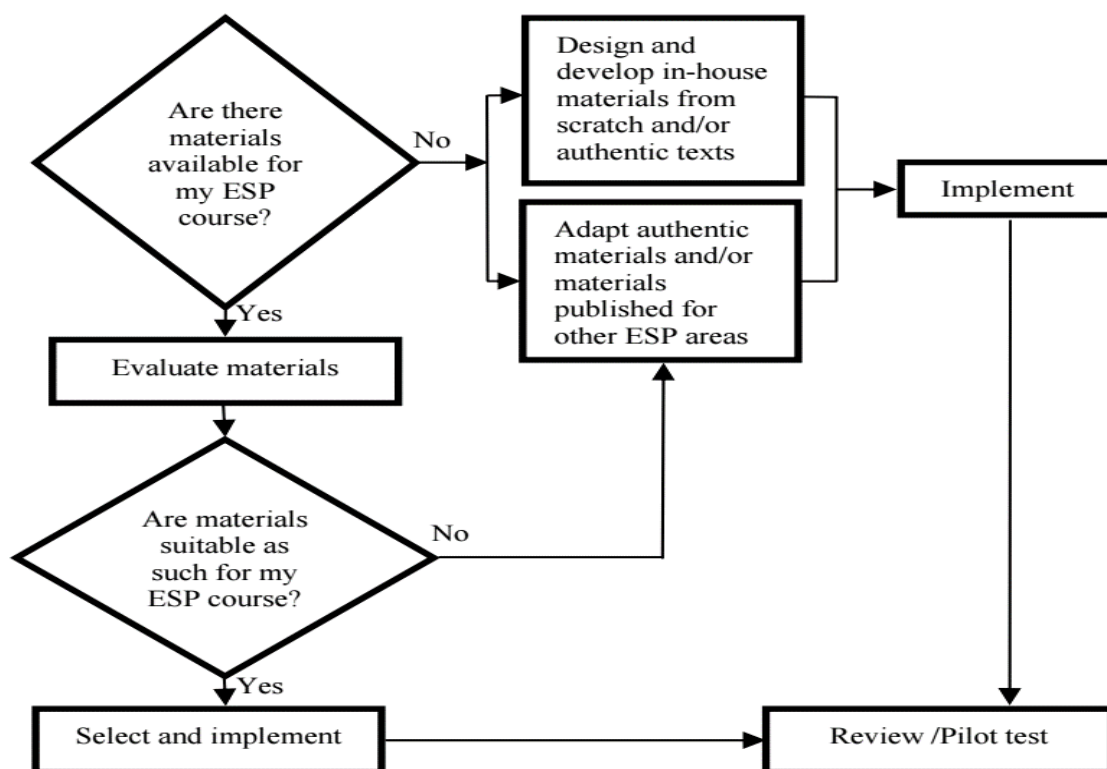 Are there
materials
available for
my ESP
course?
No
Design and
develop in-house
materials from
scratch and/or
authentic texts
Implement
Adapt authentic
materials and/or
materials
published for
other ESP areas
Yes
Evaluate materials
Are materials
suitable as
such for my
ESP course?
No
Yes
Select and implement
Review /Pilot test